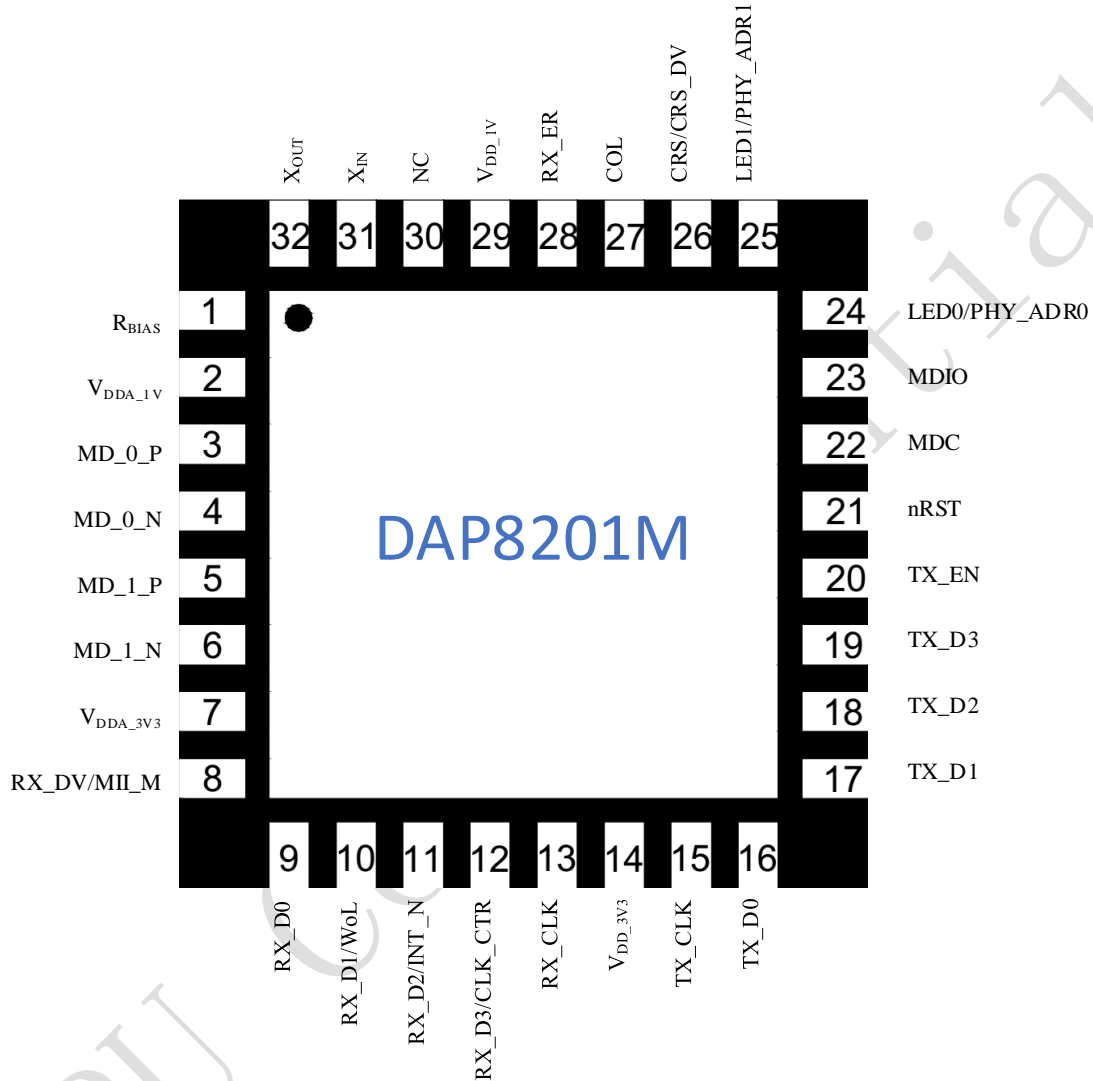 X_OUT
X_IN
NC
V_DD_1V
RX_ER
COL
CRS/CRS_DV
LED1/PHY_ADR1
32 31 30 29 28 27 26 25
R_BIAS 1
V_DDA_1V 2
MD_0_P 3
MD_0_N 4
MD_1_P 5
MD_1_N 6
V_DDA_3V3 7
RX_DV/MII_M 8
DAP8201M
24 LED0/PHY_ADR0
23 MDIO
22 MDC
21 nRST
20 TX_EN
19 TX_D3
18 TX_D2
17 TX_D1
9 10 11 12 13 14 15 16
RX_D0
RX_D1/WoL
RX_D2/INT_N
RX_D3/CLK_CTR
RX_CLK
V_DD_3V3
TX_CLK
TX_D0